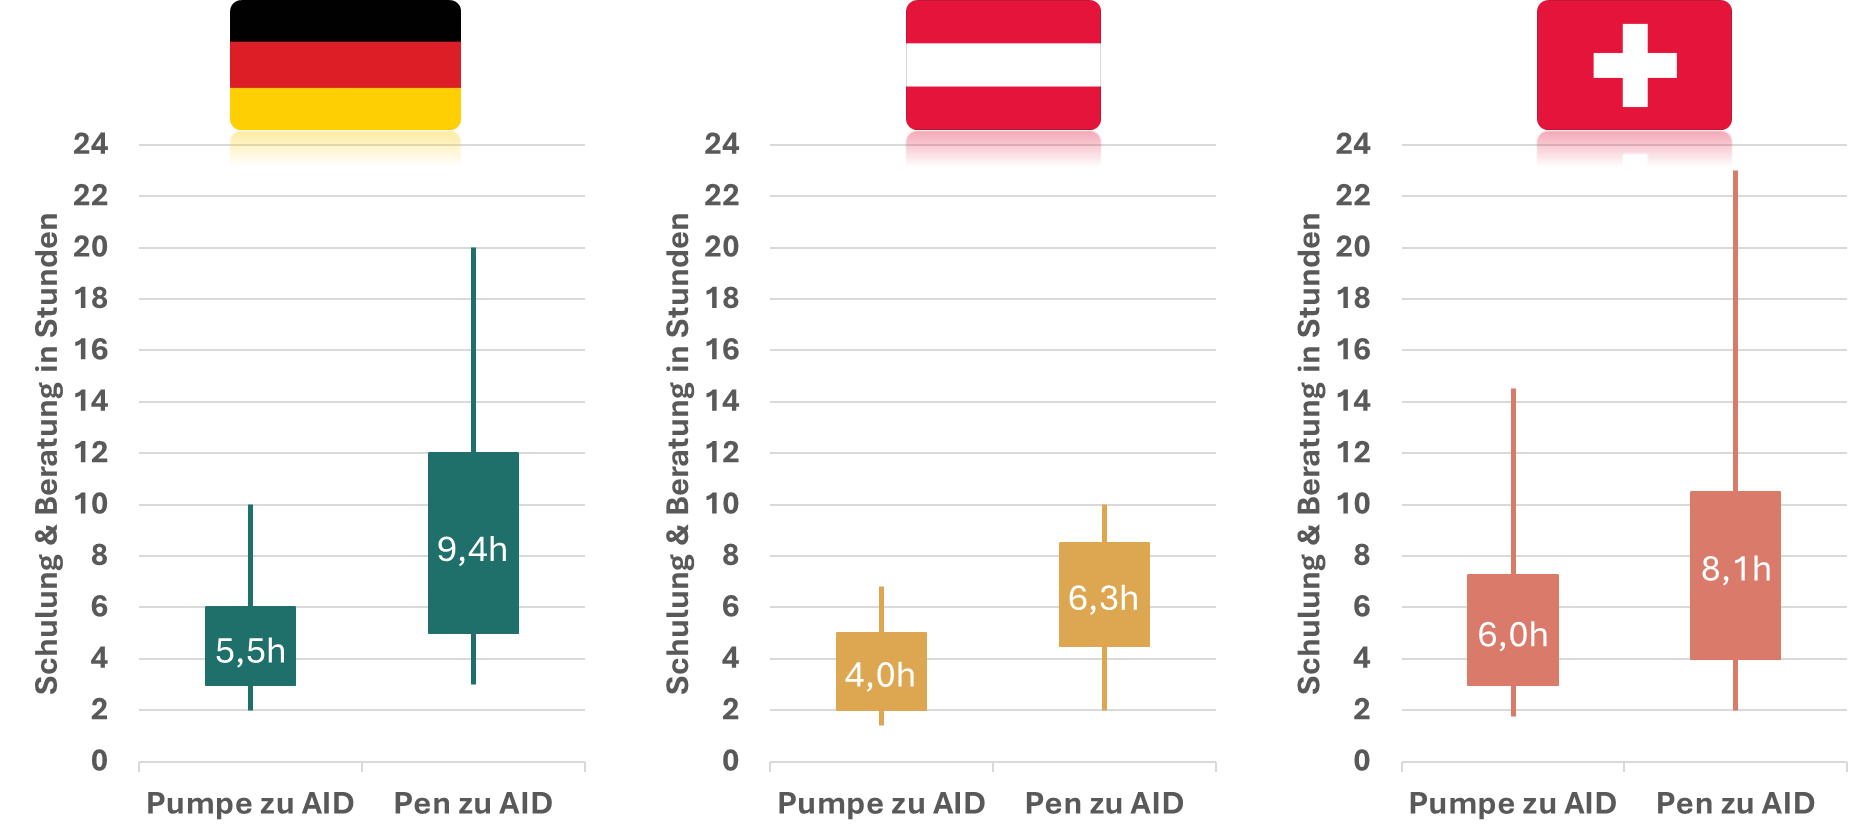 Schulung & Beratung in Stunden
24
22
20
18
16
14
12
10
8
6
4
2
0
5,5h
9,4h
Pumpe zu AID
Pen zu AID
Schulung & Beratung in Stunden
24
22
20
18
16
14
12
10
8
6
4
2
0
4,0h
6,3h
Pumpe zu AID
Pen zu AID
Schulung & Beratung in Stunden
24
22
20
18
16
14
12
10
8
6
4
2
0
6,0h
8,1h
Pumpe zu AID
Pen zu AID